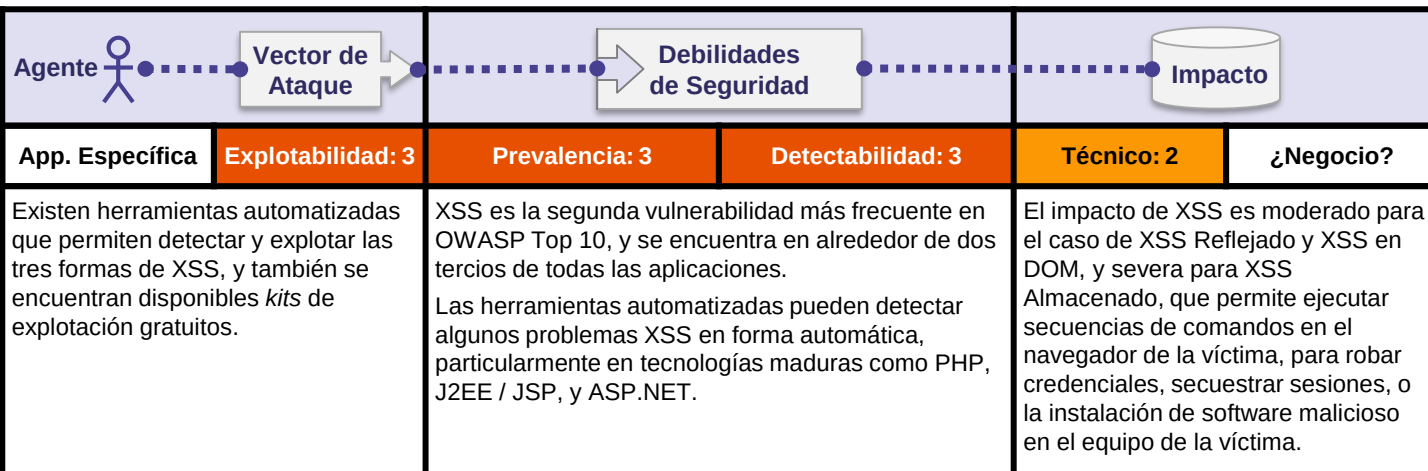 Agente
Vector de
Ataque
Debilidades
de Seguridad
Impacto
App. Específica
Explotabilidad: 3
Prevalencia: 3
Detectabilidad: 3
Técnico: 2
¿Negocio?
Existen herramientas automatizadas
que permiten detectar y explotar las
tres formas de XSS, y también se
encuentran disponibles kits de
explotación gratuitos.
XSS es la segunda vulnerabilidad más frecuente en
OWASP Top 10, y se encuentra en alrededor de dos
tercios de todas las aplicaciones.
Las herramientas automatizadas pueden detectar
algunos problemas XSS en forma automática,
particularmente en tecnologías maduras como PHP,
J2EE / JSP, y ASP.NET.
El impacto de XSS es moderado para
el caso de XSS Reflejado y XSS en
DOM, y severa para XSS
Almacenado, que permite ejecutar
secuencias de comandos en el
navegador de la víctima, para robar
credenciales, secuestrar sesiones, o
la instalación de software malicioso
en el equipo de la víctima.